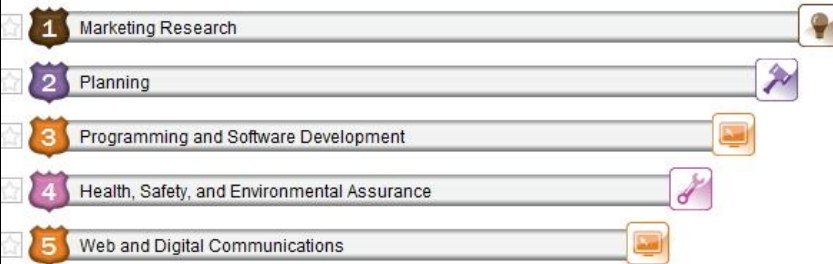 1 Marketing Research
2 Planning
3 Programming and Software Development
4 Health, Safety, and Environmental Assurance
5 Web and Digital Communications